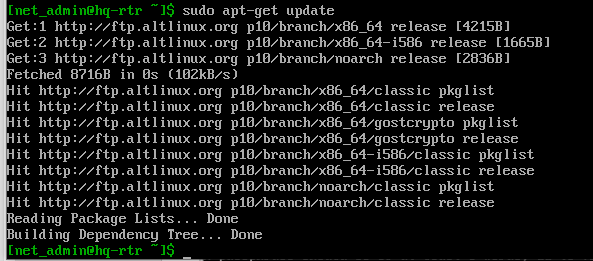 [net_admin@hq-rtr ~]$ sudo apt-get update
Get:1 http://ftp.altlinux.org p10/branch/x86_64 release [4215B]
Get:2 http://ftp.altlinux.org p10/branch/x86_64-i586 release [1665B]
Get:3 http://ftp.altlinux.org p10/branch/noarch release [2836B]
Fetched 8716B in 0s (102kB/s)
Hit http://ftp.altlinux.org p10/branch/x86_64/classic pkglist
Hit http://ftp.altlinux.org p10/branch/x86_64/classic release
Hit http://ftp.altlinux.org p10/branch/x86_64/gostcrypto pkglist
Hit http://ftp.altlinux.org p10/branch/x86_64/gostcrypto release
Hit http://ftp.altlinux.org p10/branch/x86_64-i586/classic pkglist
Hit http://ftp.altlinux.org p10/branch/x86_64-i586/classic release
Hit http://ftp.altlinux.org p10/branch/noarch/classic pkglist
Hit http://ftp.altlinux.org p10/branch/noarch/classic release
Reading Package Lists... Done
Building Dependency Tree... Done
[net_admin@hq-rtr ~]$ _